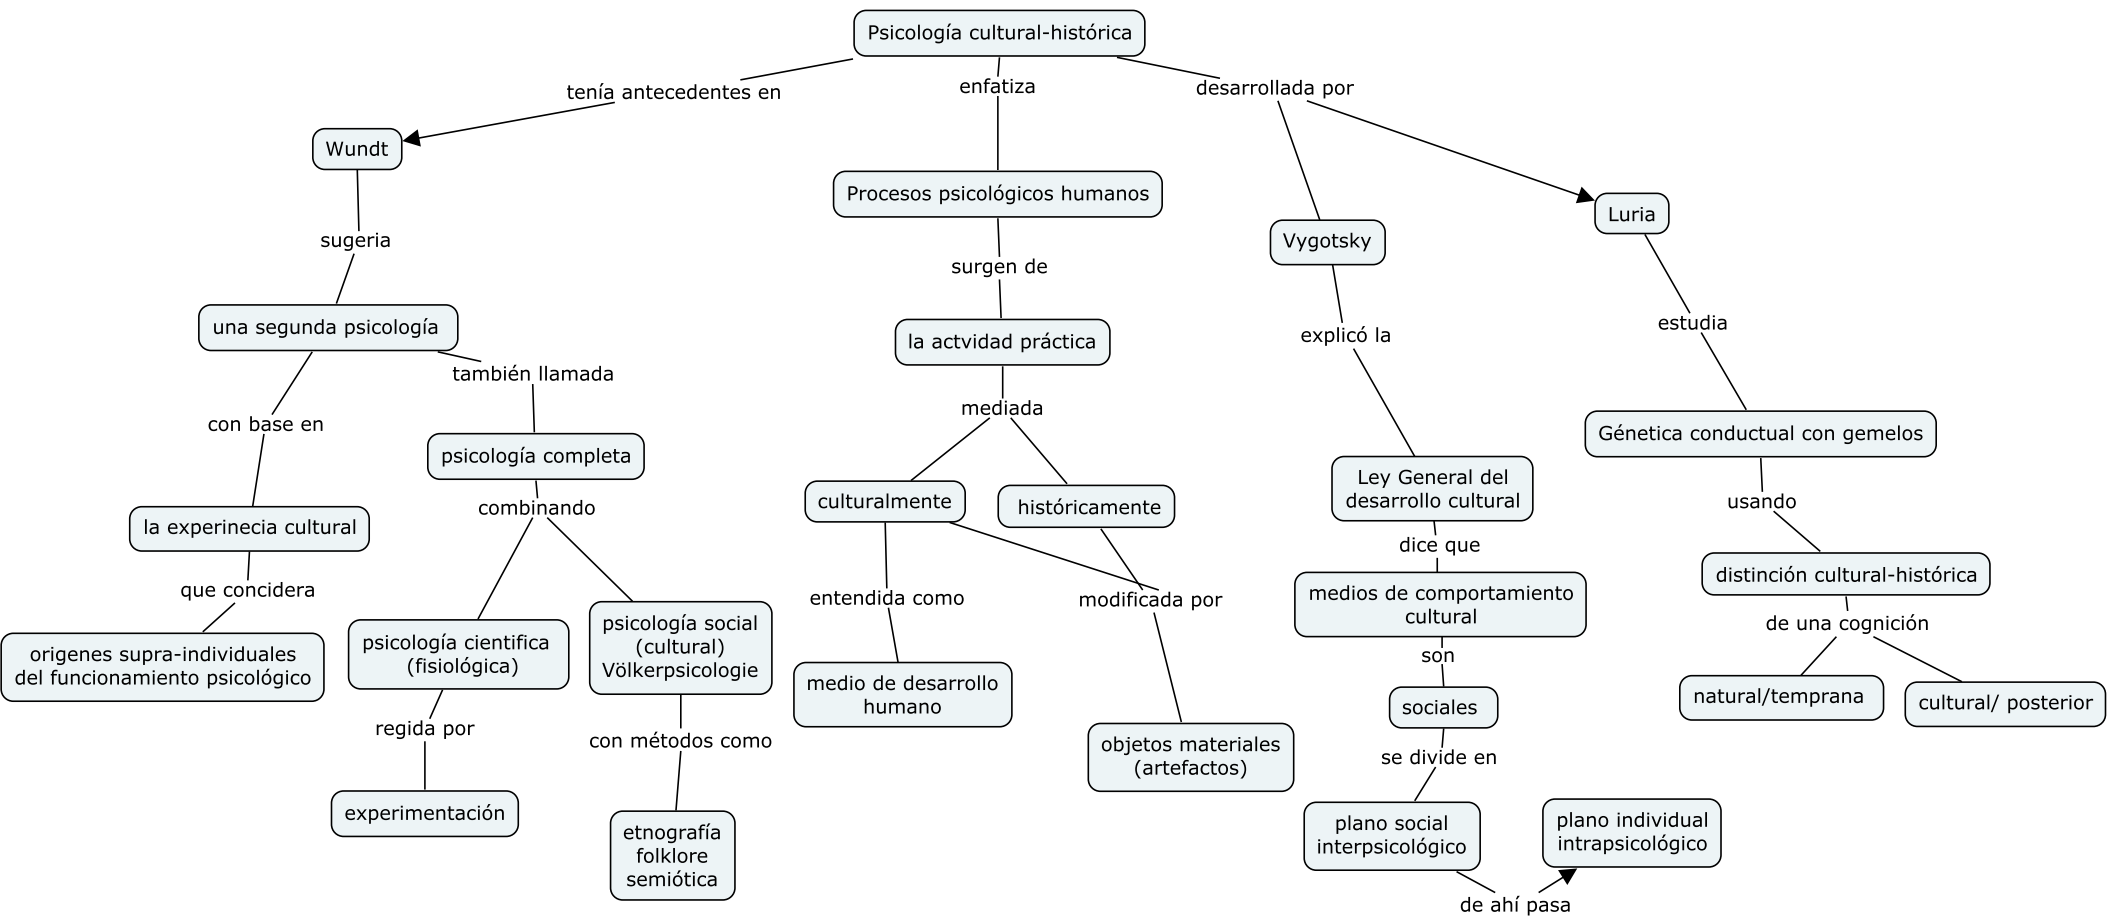 Psicología cultural-histórica
tenía antecedentes en
enfatiza
desarrollada por
Wundt
sugeria
una segunda psicología
con base en
también llamada
la experinecia cultural
que concidera
origenes supra-individuales
del funcionamiento psicológico
psicología completa
combinando
psicología cientifica
(fisiológica)
regida por
experimentación
psicología social
(cultural)
Völkerpsicologie
con métodos como
etnografía
folklore
semiótica
Procesos psicológicos humanos
surgen de
la actvidad práctica
mediada
culturalmente
históricamente
entendida como
modificada por
medio de desarrollo
humano
objetos materiales
(artefactos)
Vygotsky
explicó la
Ley General del
desarrollo cultural
dice que
medios de comportamiento
cultural
son
sociales
se divide en
plano social
interpsicológico
de ahí pasa
plano individual
intrapsicológico
Luria
estudia
Génetica conductual con gemelos
usando
distinción cultural-histórica
de una cognición
natural/temprana
cultural/ posterior